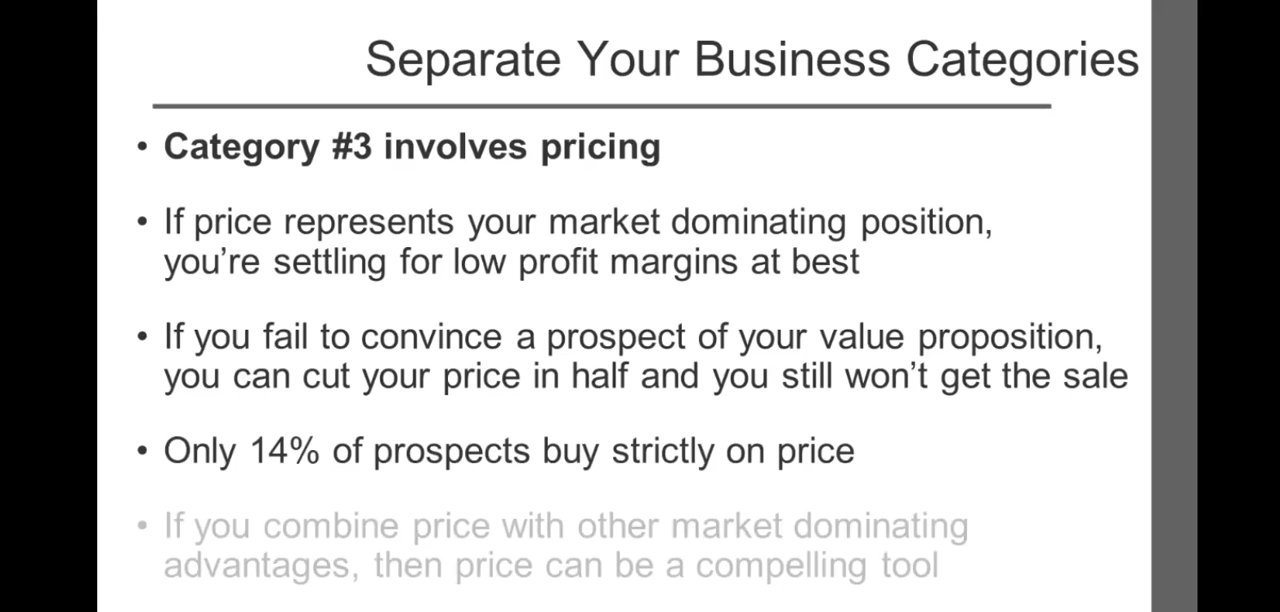 Separate Your Business Categories
• Category #3 involves pricing
• If price represents your market dominating position,
you’re settling for low profit margins at best
• If you fail to convince a prospect of your value proposition,
you can cut your price in half and you still won’t get the sale
• Only 14% of prospects buy strictly on price
• If you combine price with other market dominating
advantages, then price can be a compelling tool